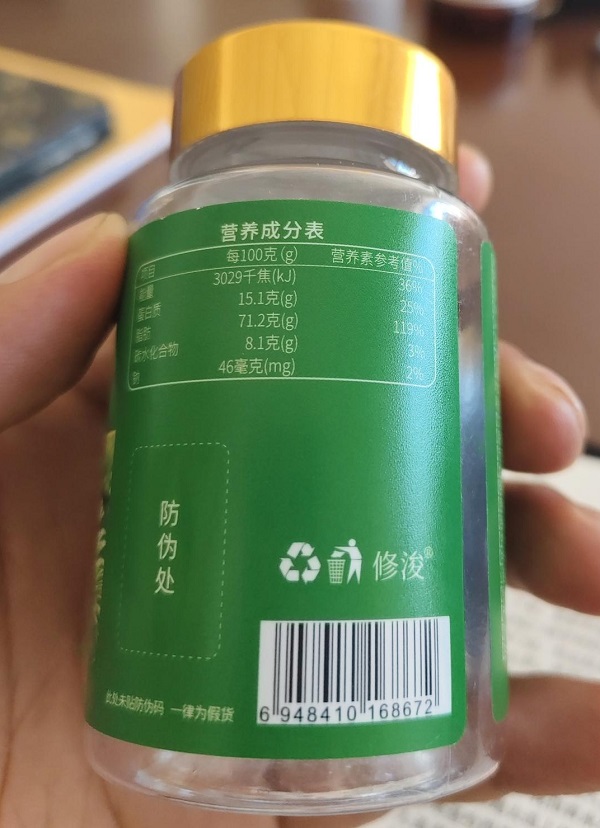 营养成分表
项目 每100克(g) 营养素参考值%
能量 3029千焦(kJ) 36%
蛋白质 15.1克(g) 25%
脂肪 71.2克(g) 119%
碳水化合物 8.1克(g) 3%
钠 46毫克(mg) 2%
防伪处
修浚®
此处未贴防伪码 一律为假货
6 948410 168672